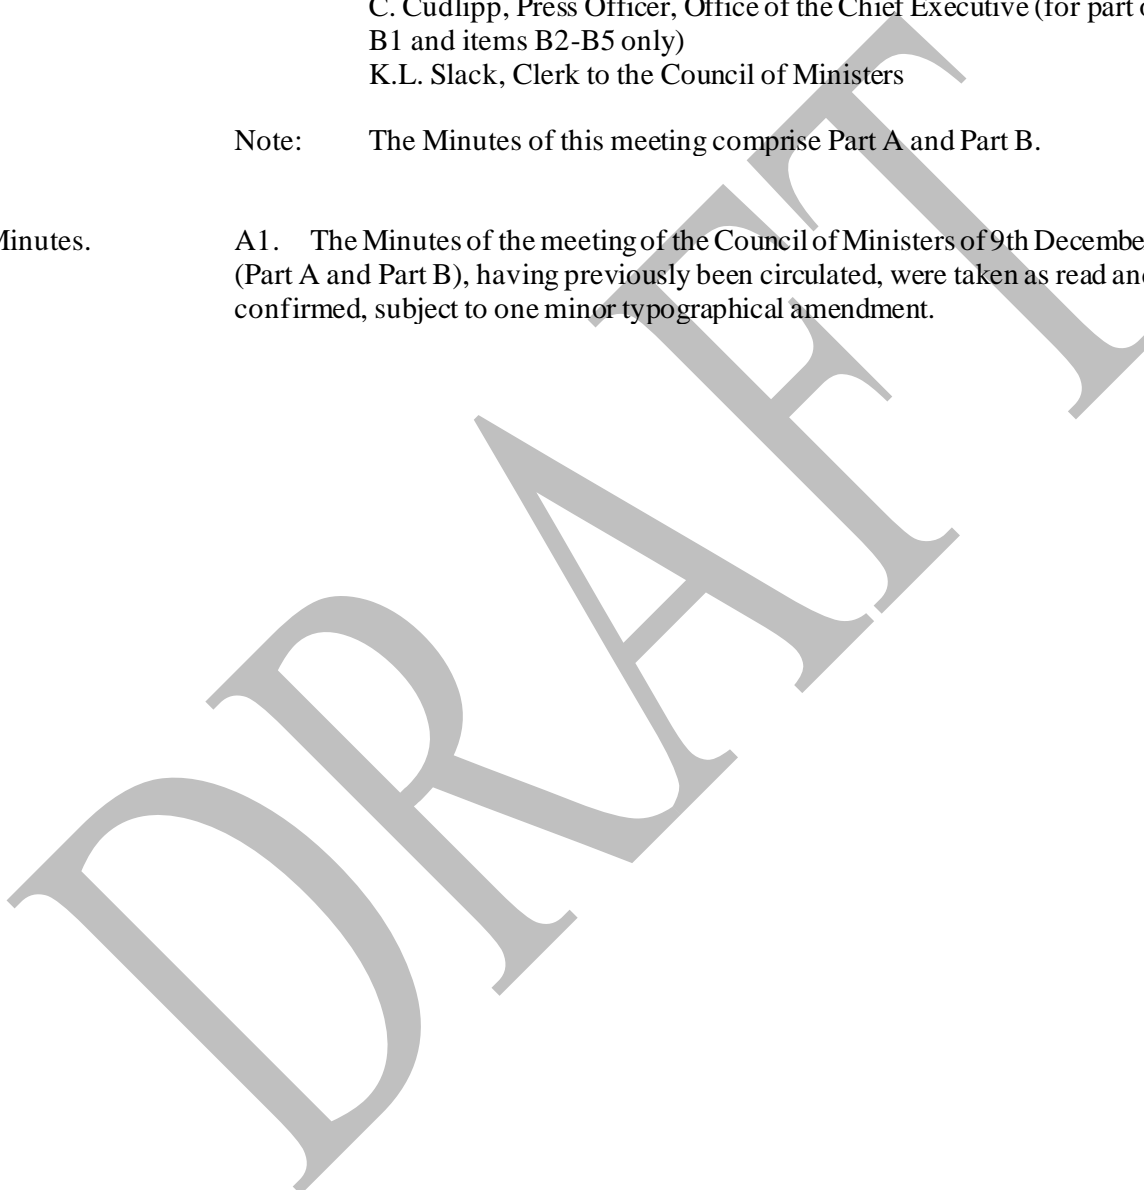 C. Cudlipp, Press Officer, Office of the Chief Executive (for part
B1 and items B2-B5 only)
K.L. Slack, Clerk to the Council of Ministers
Note: The Minutes of this meeting comprise Part A and Part B.
Minutes. A1. The Minutes of the meeting of the Council of Ministers of 9th Decembe
(Part A and Part B), having previously been circulated, were taken as read and
confirmed, subject to one minor typographical amendment.
DRAFT